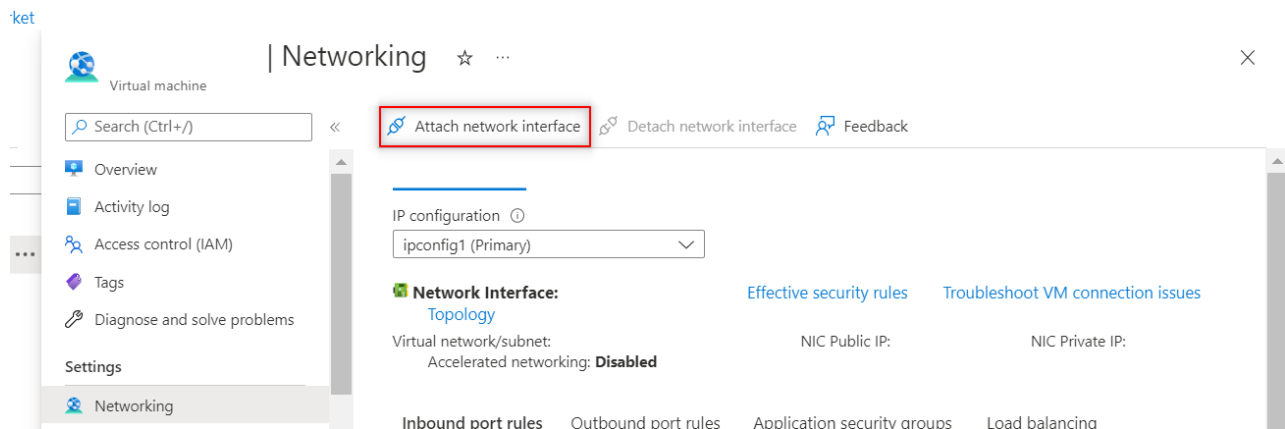 rket
| Networking
Virtual machine
Search (Ctrl+/)
Attach network interface
Detach network interface
Feedback
Overview
Activity log
Access control (IAM)
Tags
Diagnose and solve problems
Settings
Networking
IP configuration
ipconfig1 (Primary)
Network Interface:
Effective security rules
Troubleshoot VM connection issues
Topology
Virtual network/subnet:
NIC Public IP:
NIC Private IP:
Accelerated networking: Disabled
Inbound port rules
Outbound port rules
Application security groups
Load balancing